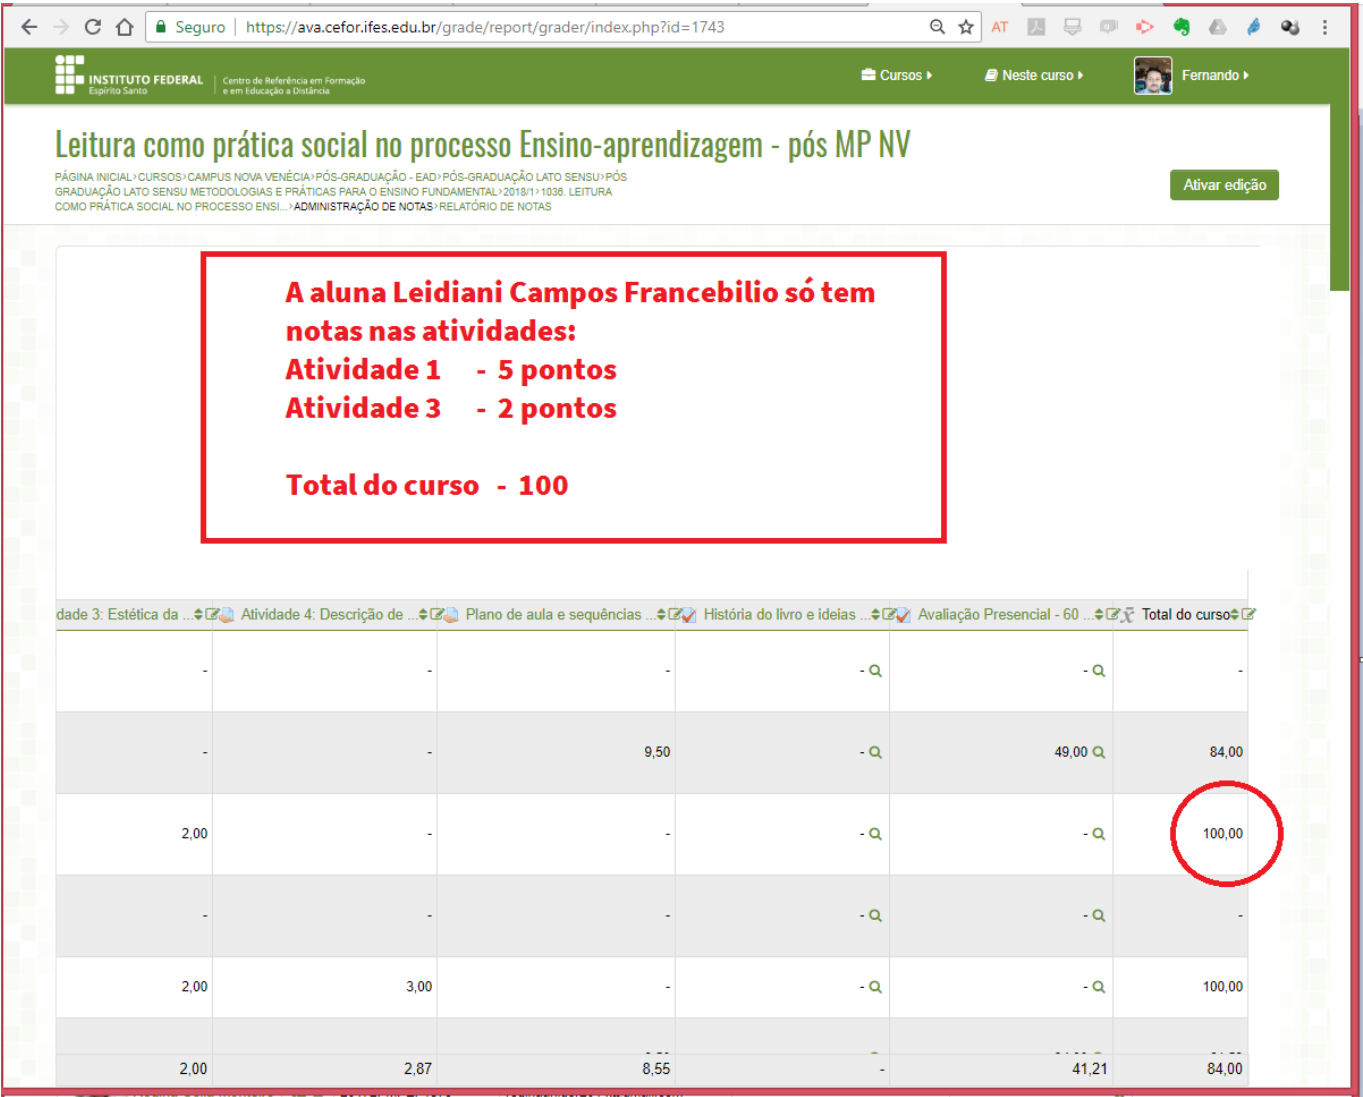 Seguro | https://ava.cefor.ifes.edu.br/grade/report/grader/index.php?id=1743
AT
INSTITUTO FEDERAL
Espírito Santo
Centro de Referência em Formação
e em Educação a Distância
Cursos
Neste curso
Fernando
Leitura como prática social no processo Ensino-aprendizagem - pós MP NV
PÁGINA INICIAL›CURSOS›CAMPUS NOVA VENÉCIA›PÓS-GRADUAÇÃO - EAD›PÓS-GRADUAÇÃO LATO SENSU›PÓS
GRADUAÇÃO LATO SENSU METODOLOGIAS E PRÁTICAS PARA O ENSINO FUNDAMENTAL›2018/1›1036. LEITURA
COMO PRÁTICA SOCIAL NO PROCESSO ENSI...›ADMINISTRAÇÃO DE NOTAS›RELATÓRIO DE NOTAS
Ativar edição
A aluna Leidiani Campos Francebilio só tem
notas nas atividades:
Atividade 1 - 5 pontos
Atividade 3 - 2 pontos
Total do curso - 100
dade 3: Estética da ... Atividade 4: Descrição de ... Plano de aula e sequências ... História do livro e ideias ... Avaliação Presencial - 60 ... x̄ Total do curso
- - - - - -
- - 9,50 - 49,00 84,00
2,00 - - - - 100,00
- - - - - -
2,00 3,00 - - - 100,00
2,00 2,87 8,55 - 41,21 84,00